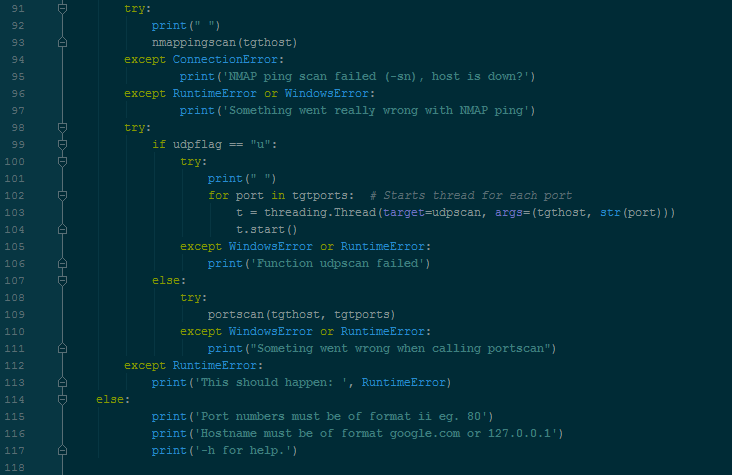 91 try:
92 print(" ")
93 nmappingscan(tgthost)
94 except ConnectionError:
95 print('NMAP ping scan failed (-sn), host is down?')
96 except RuntimeError or WindowsError:
97 print('Something went really wrong with NMAP ping')
98 try:
99 if udpflag == "u":
100 try:
101 print(" ")
102 for port in tgtports:  # Starts thread for each port
103 t = threading.Thread(target=udpscan, args=(tgthost, str(port)))
104 t.start()
105 except WindowsError or RuntimeError:
106 print('Function udpscan failed')
107 else:
108 try:
109 portscan(tgthost, tgtports)
110 except WindowsError or RuntimeError:
111 print("Someting went wrong when calling portscan")
112 except RuntimeError:
113 print('This should happen: ', RuntimeError)
114 else:
115 print('Port numbers must be of format ii eg. 80')
116 print('Hostname must be of format google.com or 127.0.0.1')
117 print('-h for help.')
118